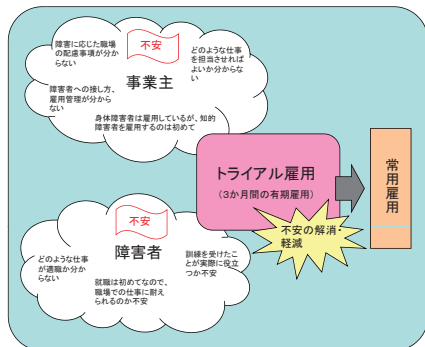 障害に応じた職場
の配慮事項が分か
らない
不安
どのような仕事
を担当させれば
よいか分からな
い
事業主
障害者への接し方、
雇用管理が分から
ない
身体障害者は雇用しているが、知的
障害者を雇用するのは初めて
トライアル雇用
(3か月間の有期雇用)
常用雇用
不安の解消
軽減
不安
障害者
どのような仕事
が適職か分か
らない
訓練を受けたこ
とが実際に役立
つか不安
就職は初めてなので、
職場での仕事に耐え
られるのか不安